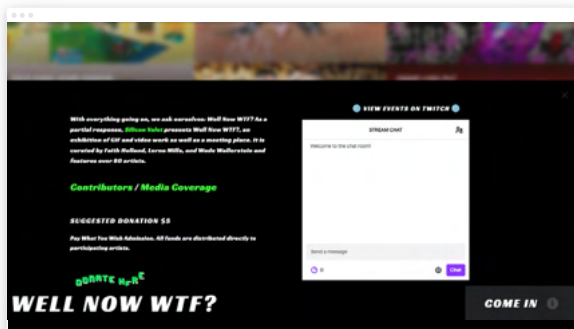 With everything going on, we ask ourselves: Well Now WTF? As a
partial response, Silicon Valet presents Well Now WTF?, an
exhibition of GIF and video work as well as a meeting place. It is
curated by Faith Holland, Lorna Mills, and Wade Wallerstein and
features over 80 artists.
Contributors / Media Coverage
SUGGESTED DONATION $5
Pay What You Wish Admission. All funds are distributed directly to
participating artists.
DONATE HERE
WELL NOW WTF?
VIEW EVENTS ON TWITCH
STREAM CHAT
Welcome to the chat room!
Send a message
0
Chat
COME IN